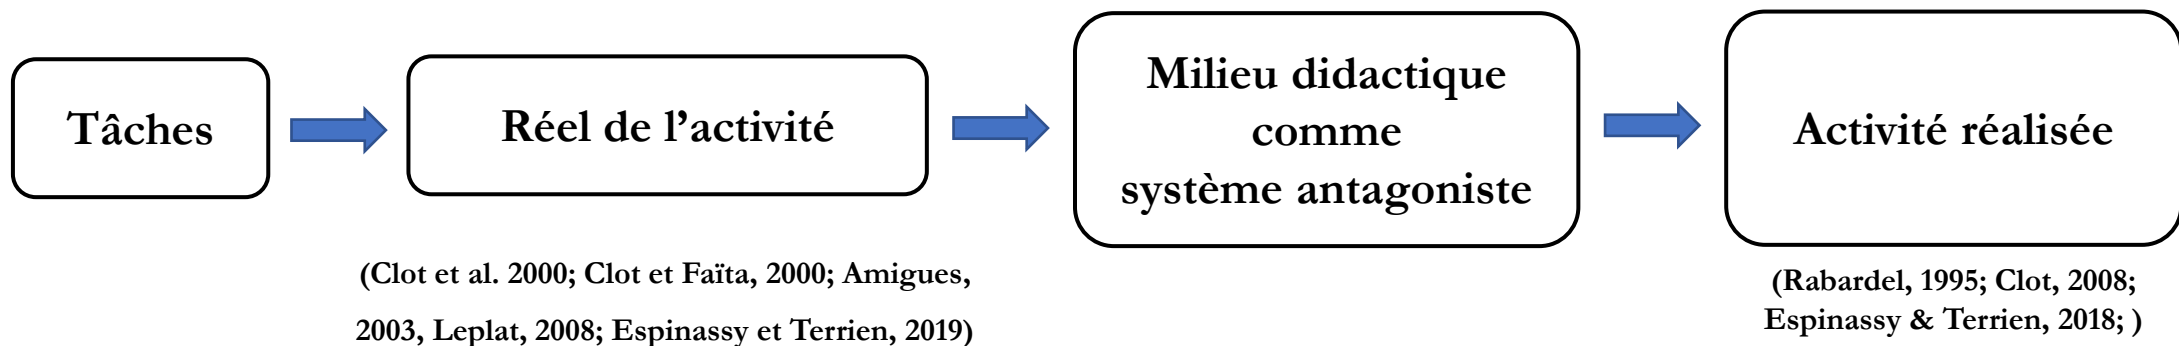 Tâches
Réel de l’activité
Milieu didactique
comme
système antagoniste
Activité réalisée
(Clot et al. 2000; Clot et Faïta, 2000; Amigues,
2003, Leplat, 2008; Espinassy et Terrien, 2019)
(Rabardel, 1995; Clot, 2008;
Espinassy & Terrien, 2018; )